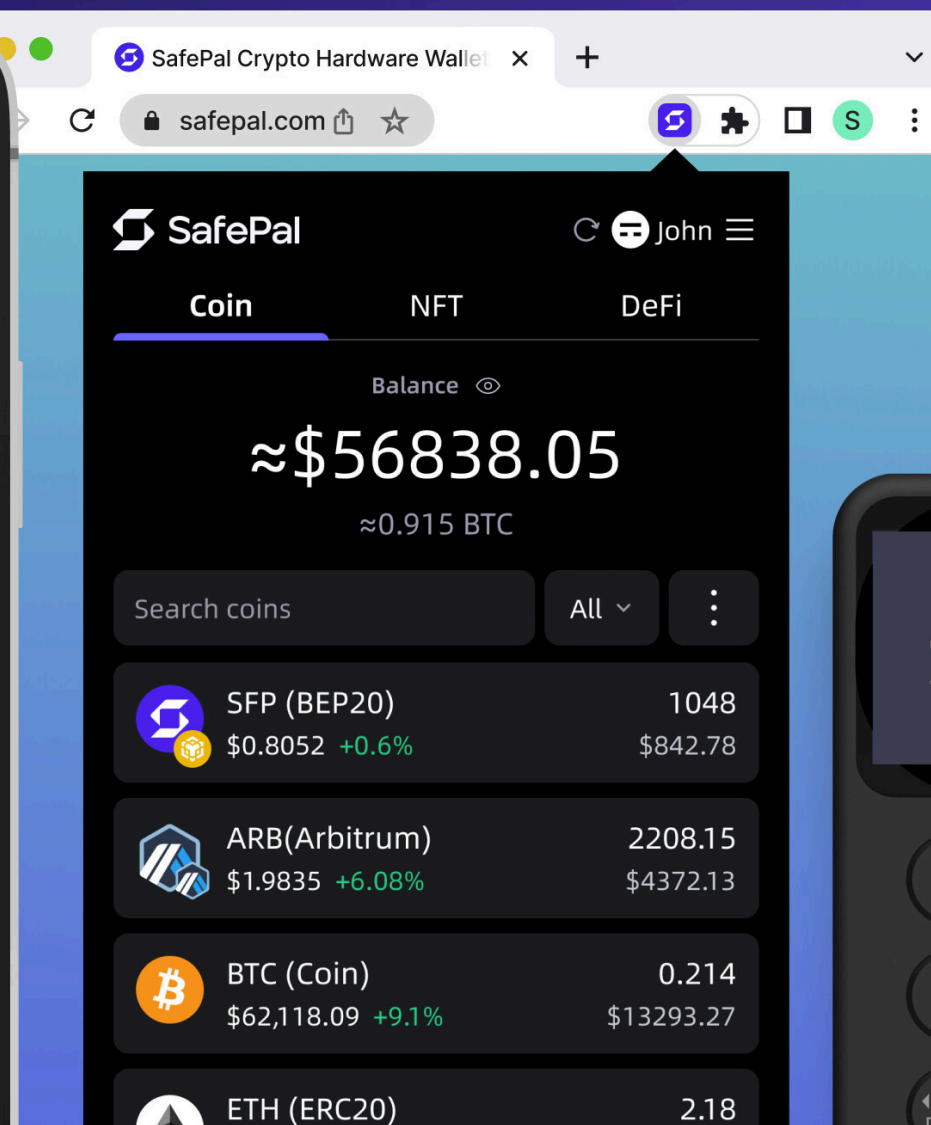 SafePal Crypto Hardware Wallet
safepal.com
S
SafePal
John
Coin NFT DeFi
Balance
≈$56838.05
≈0.915 BTC
Search coins All
SFP (BEP20) 1048
$0.8052 +0.6% $842.78
ARB(Arbitrum) 2208.15
$1.9835 +6.08% $4372.13
BTC (Coin) 0.214
$62,118.09 +9.1% $13293.27
ETH (ERC20) 2.18